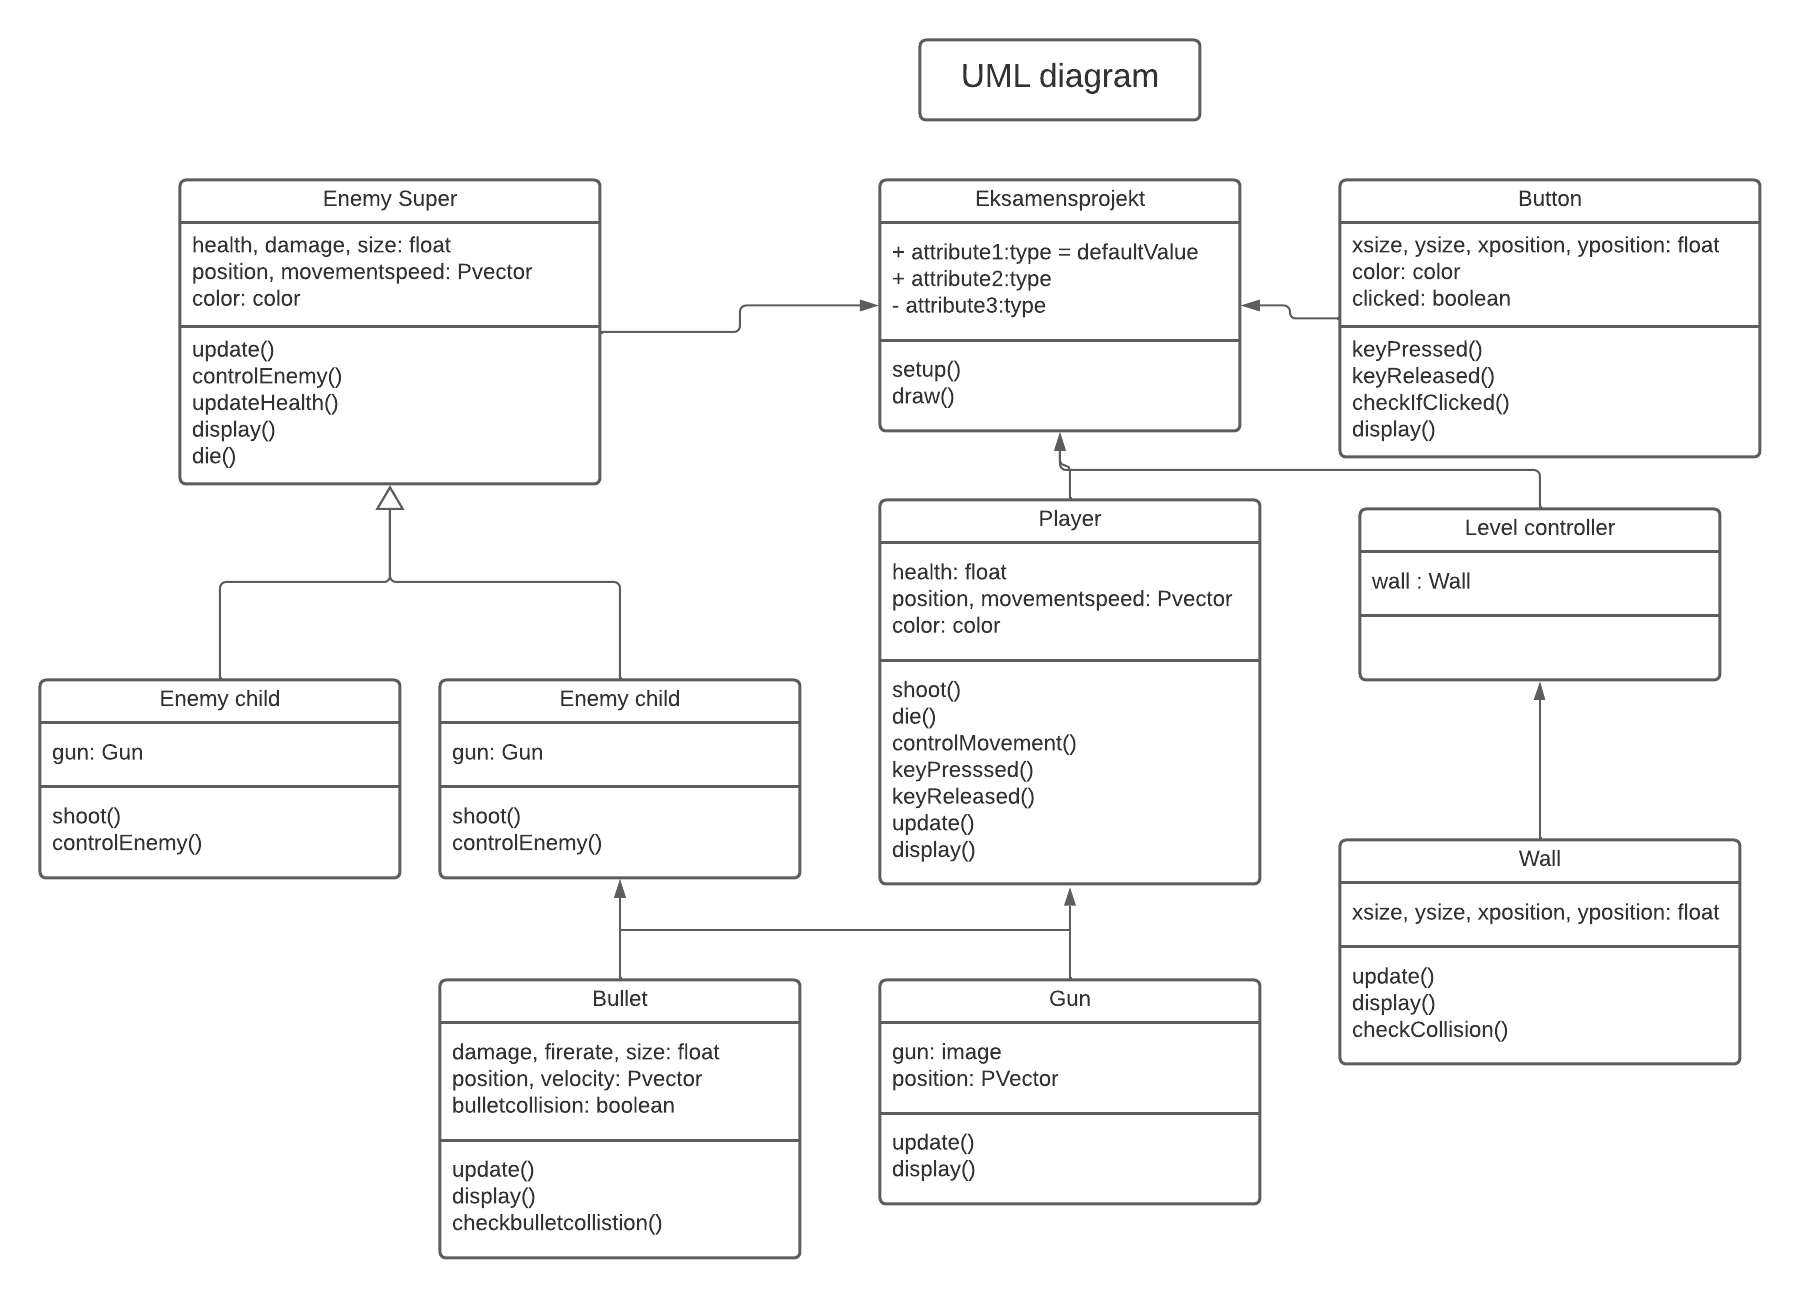 UML diagram
Enemy Super
health, damage, size: float
position, movementspeed: Pvector
color: color
update()
controlEnemy()
updateHealth()
display()
die()
Eksamensprojekt
+ attribute1:type = defaultValue
+ attribute2:type
- attribute3:type
setup()
draw()
Button
xsize, ysize, xposition, yposition: float
color: color
clicked: boolean
keyPressed()
keyReleased()
checkIfClicked()
display()
Player
health: float
position, movementspeed: Pvector
color: color
shoot()
die()
controlMovement()
keyPresssed()
keyReleased()
update()
display()
Level controller
wall : Wall
Enemy child
gun: Gun
shoot()
controlEnemy()
Enemy child
gun: Gun
shoot()
controlEnemy()
Wall
xsize, ysize, xposition, yposition: float
update()
display()
checkCollision()
Bullet
damage, firerate, size: float
position, velocity: Pvector
bulletcollision: boolean
update()
display()
checkbulletcollistion()
Gun
gun: image
position: PVector
update()
display()